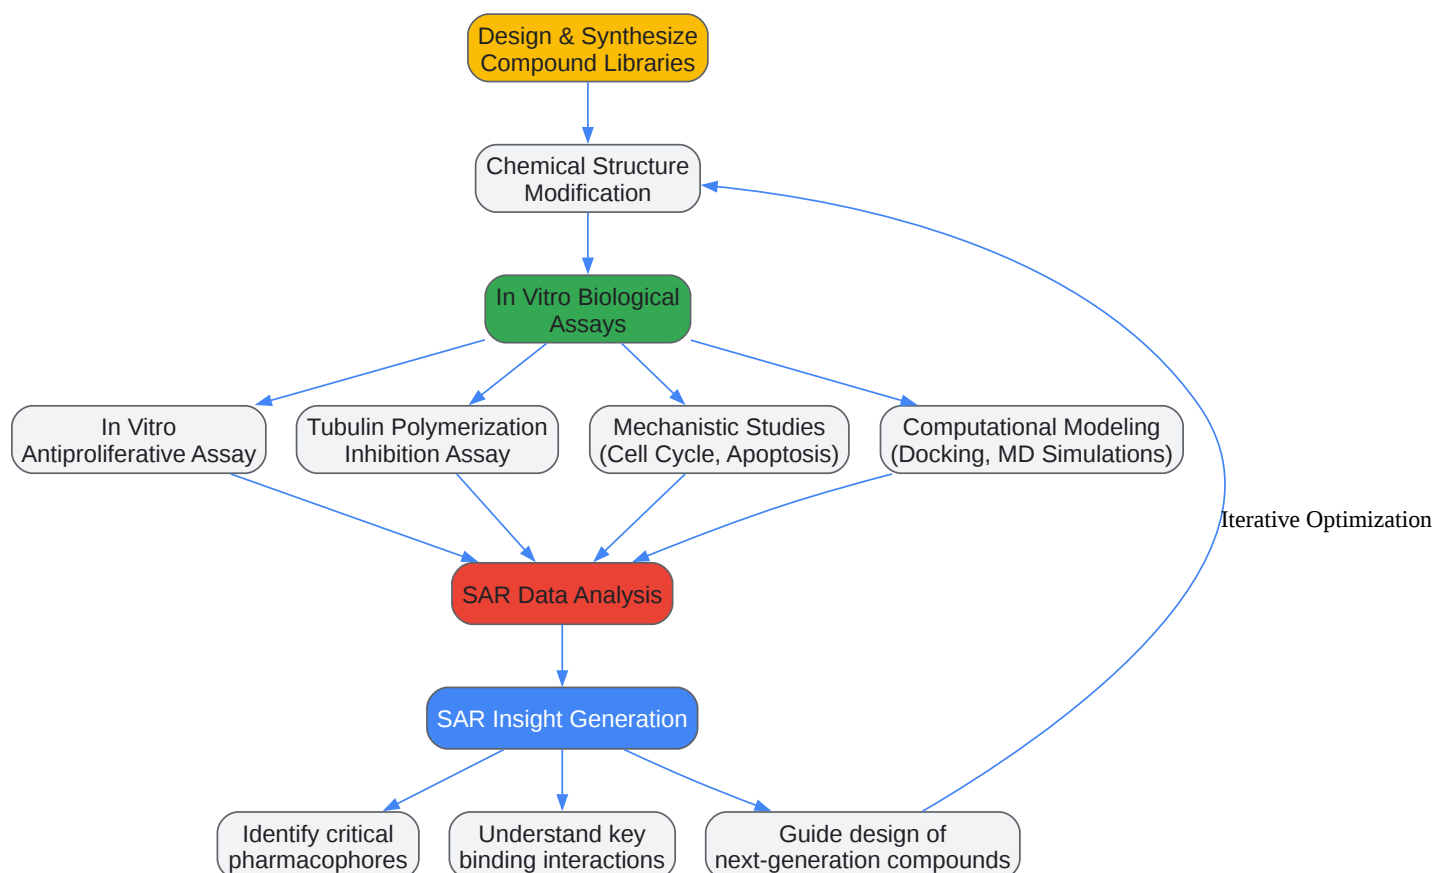 Design & Synthesize
Compound Libraries
Chemical Structure
Modification
In Vitro Biological
Assays
In Vitro
Antiproliferative Assay
Tubulin Polymerization
Inhibition Assay
Mechanistic Studies
(Cell Cycle, Apoptosis)
Computational Modeling
(Docking, MD Simulations)
Iterative Optimization
SAR Data Analysis
SAR Insight Generation
Identify critical
pharmacophores
Understand key
binding interactions
Guide design of
next-generation compounds